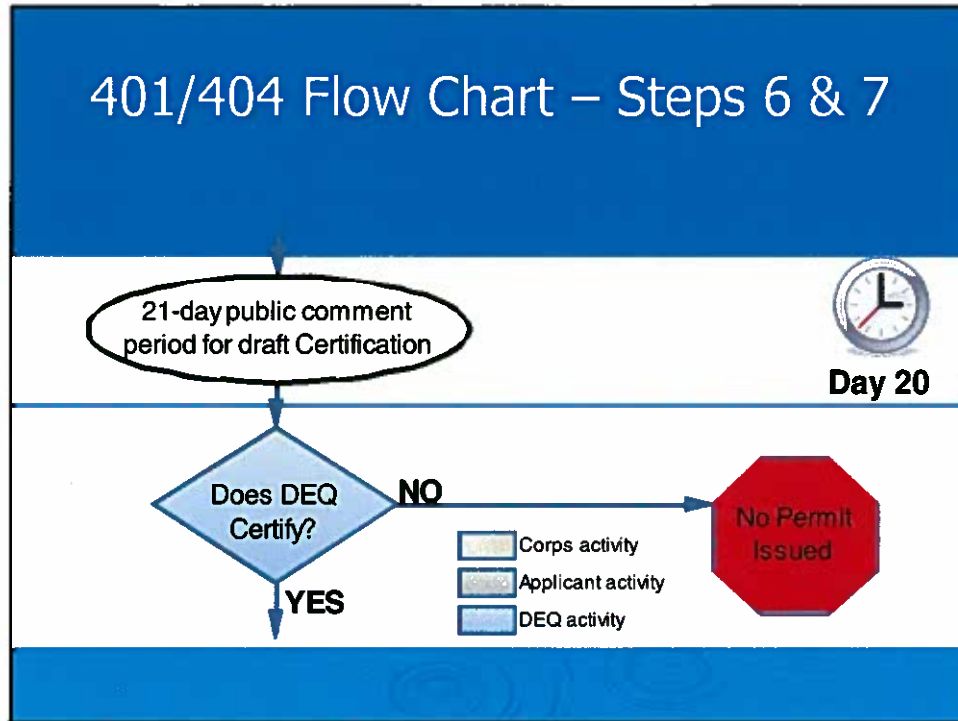 401/404 Flow Chart – Steps 6 & 7
21-day public comment
period for draft Certification
Day 20
Does DEQ
Certify?
NO
No Permit
Issued
Corps activity
Applicant activity
DEQ activity
YES